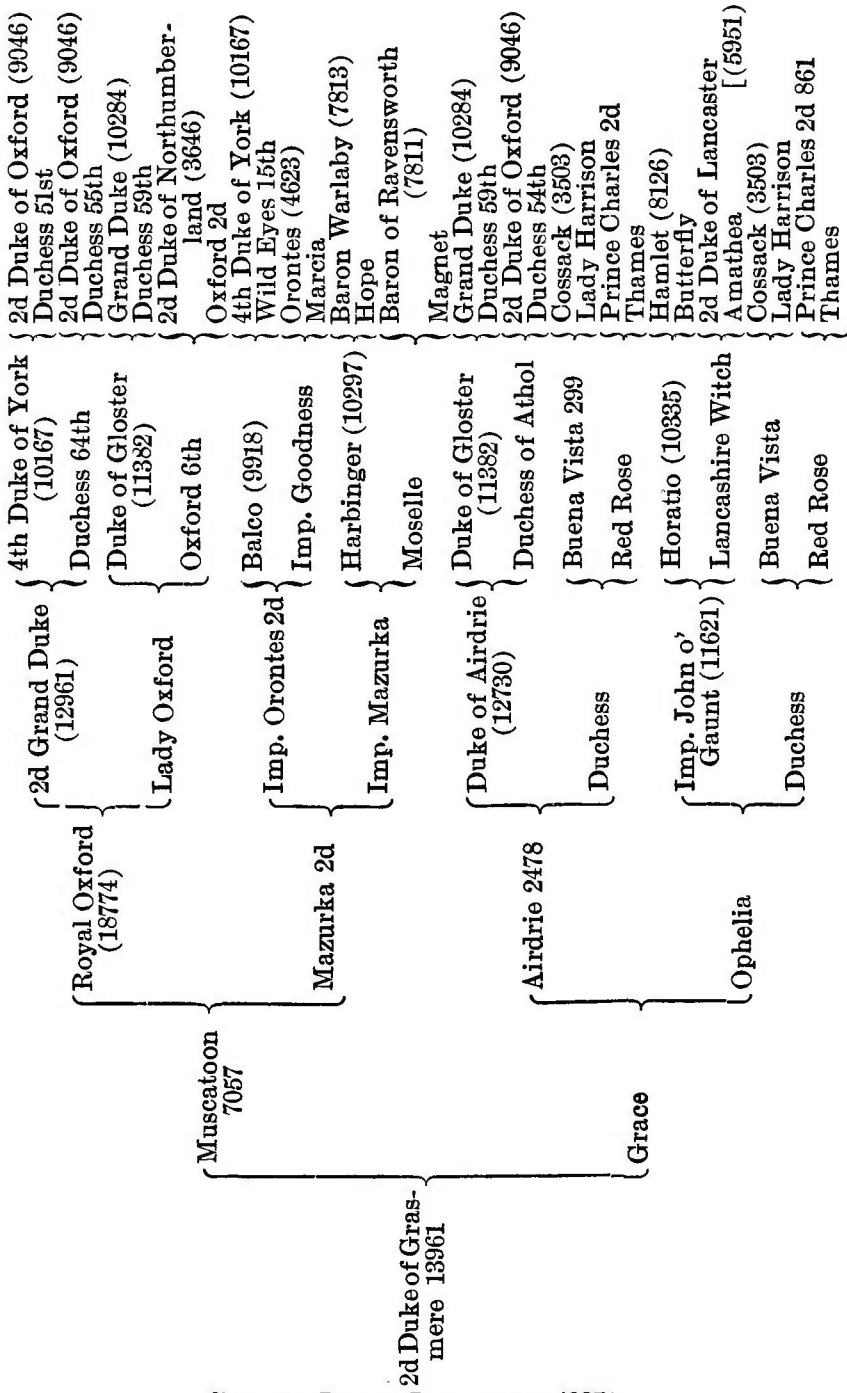 2d Duke of Gras-
mere 13961
Muscatoon
7057
Grace
Royal Oxford
(18774)
Mazurka 2d
Airdrie 2478
Ophelia
2d Grand Duke
(12961)
Lady Oxford
Imp. Orontes 2d
Imp. Mazurka
Duke of Airdrie
(12730)
Duchess
Imp. John o'
Gaunt (11621)
Duchess
4th Duke of York
(10167)
Duchess 64th
Duke of Gloster
(11382)
Oxford 6th
Balco (9918)
Imp. Goodness
Harbinger (10297)
Moselle
Duke of Gloster
(11382)
Duchess of Athol
Buena Vista 299
Red Rose
Horatio (10335)
Lancashire Witch
Buena Vista
Red Rose
2d Duke of Oxford (9046)
Duchess 51st
2d Duke of Oxford (9046)
Duchess 55th
Grand Duke (10284)
Duchess 59th
2d Duke of Northumber-
land (3646)
Oxford 2d
4th Duke of York (10167)
Wild Eyes 15th
Orontes (4623)
Marcia
Baron Warlaby (7813)
Hope
Baron of Ravensworth
(7811)
Magnet
Grand Duke (10284)
Duchess 59th
2d Duke of Oxford (9046)
Duchess 54th
Cossack (3503)
Lady Harrison
Prince Charles 2d
Thames
Hamlet (8126)
Butterfly
2d Duke of Lancaster
Amathea [(5951)
Cossack (3503)
Lady Harrison
Prince Charles 2d 861
Thames